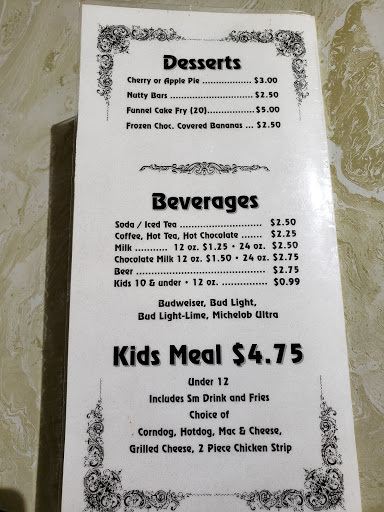 Desserts
Cherry or Apple Pie ................. $3.00
Nutty Bars ............................ $2.50
Funnel Cake Fry (20)................$5.00
Frozen Choc. Covered Bananas ... $2.50
Beverages
Soda / Iced Tea ............................ $2.50
Coffee, Hot Tea, Hot Chocolate ....... $2.25
Milk ........... 12 oz. $1.25 • 24 oz. $2.50
Chocolate Milk 12 oz. $1.50 • 24 oz. $2.75
Beer ............................................ $2.75
Kids 10 & under • 12 oz. ................ $0.99
Budweiser, Bud Light,
Bud Light-Lime, Michelob Ultra
Kids Meal $4.75
Under 12
Includes Sm Drink and Fries
Choice of
Corndog, Hotdog, Mac & Cheese,
Grilled Cheese, 2 Piece Chicken Strip